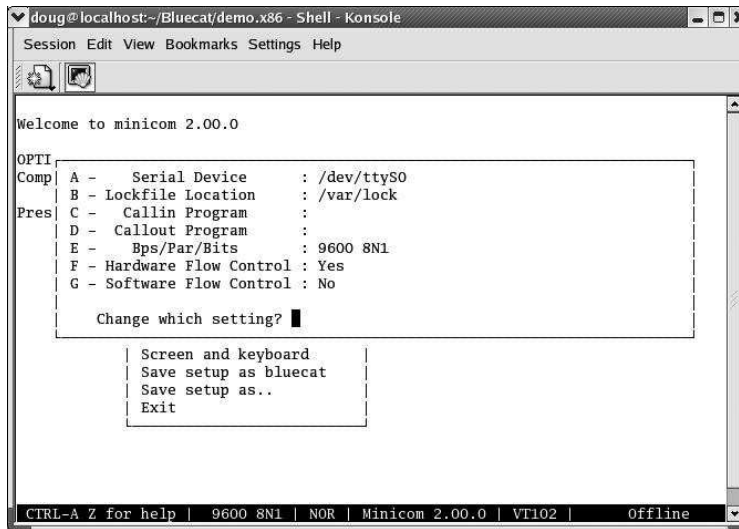 doug@localhost:~/Bluecat/demo.x86 - Shell - Konsole
Session Edit View Bookmarks Settings Help
Welcome to minicom 2.00.0
OPTI
Comp A - Serial Device : /dev/ttyS0
B - Lockfile Location : /var/lock
Pres C - Callin Program :
D - Callout Program :
E - Bps/Par/Bits : 9600 8N1
F - Hardware Flow Control : Yes
G - Software Flow Control : No
Change which setting?
Screen and keyboard
Save setup as bluecat
Save setup as..
Exit
CTRL-A Z for help | 9600 8N1 | NOR | Minicom 2.00.0 | VT102 | Offline